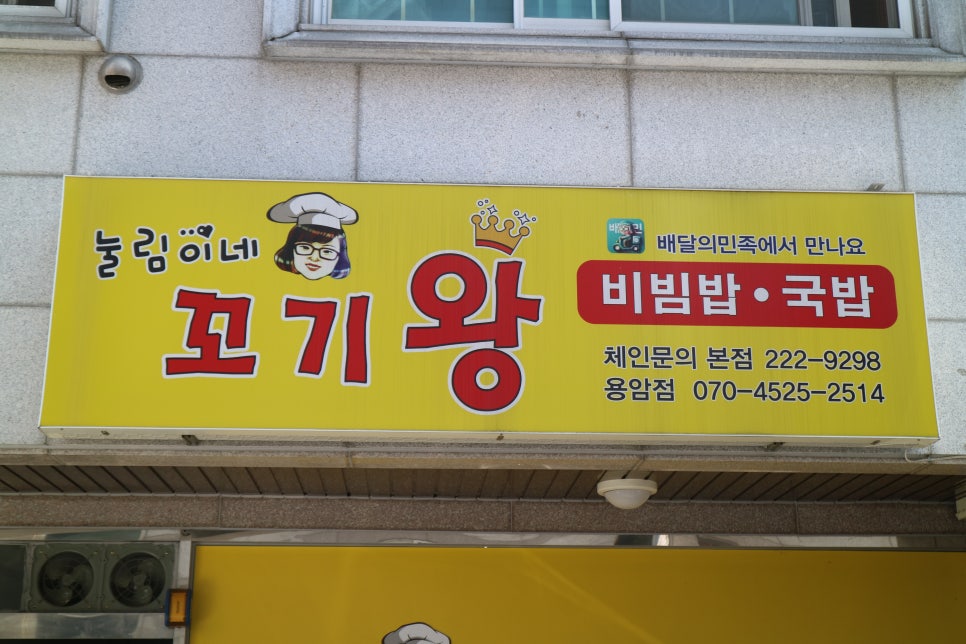 눌림이네
꼬기왕
배달의민족에서 만나요
비빔밥·국밥
체인문의 본점 222-9298
용암점 070-4525-2514